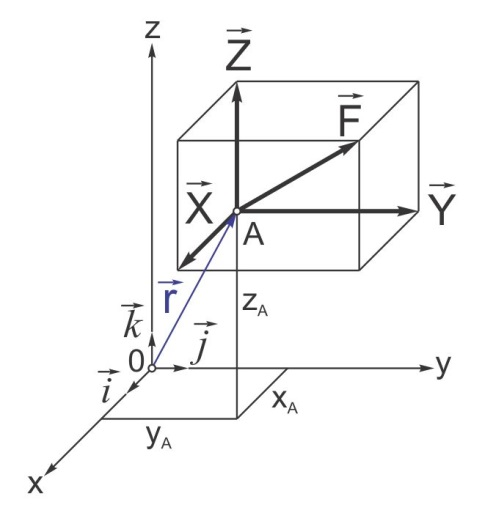 z
Z⃗
F⃗
X⃗
Y⃗
A
r⃗
z_A
k⃗
j⃗
0
y
i⃗
x_A
y_A
x